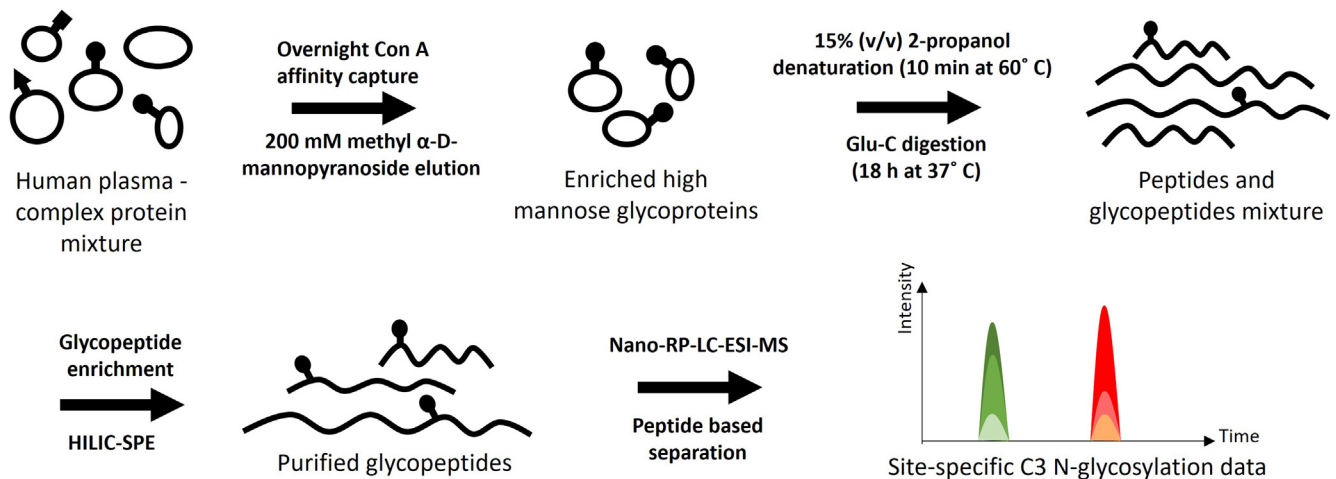 Overnight Con A
affinity capture
200 mM methyl α-D-
mannopyranoside elution
15% (v/v) 2-propanol
denaturation (10 min at 60˚ C)
Glu-C digestion
(18 h at 37˚ C)
Human plasma -
complex protein
mixture
Enriched high
mannose glycoproteins
Peptides and
glycopeptides mixture
Glycopeptide
enrichment
HILIC-SPE
Purified glycopeptides
Nano-RP-LC-ESI-MS
Peptide based
separation
Intensity
Time
Site-specific C3 N-glycosylation data